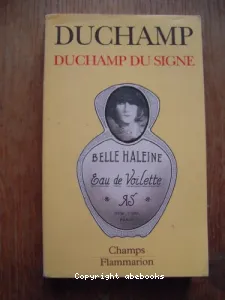 DUCHAMP
DUCHAMP DU SIGNE
BELLE HALEINE
Eau de Voilette
RS
Champs
Flammarion
Copyright abebooks